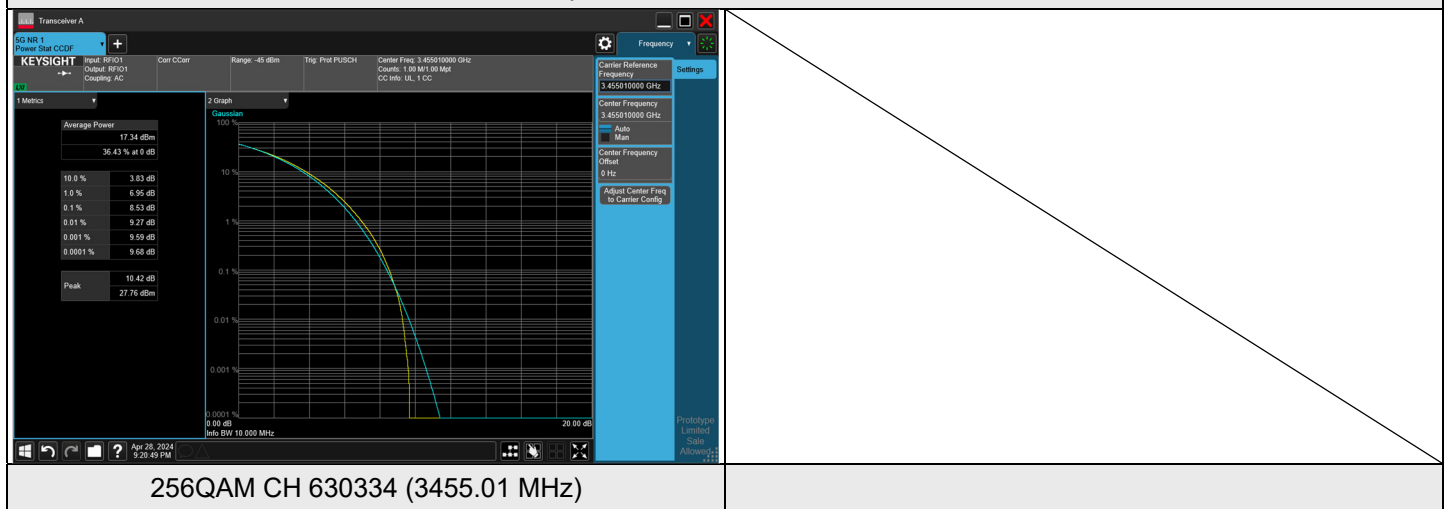 Transceiver A
5G NR 1
Power Stat CCDF
+
Frequency
KEYSIGHT
LXI
Input: RFIO1
Output: RFIO1
Coupling: AC
Corr CCorr
Range: -45 dBm
Trig: Prot PUSCH
Center Freq: 3.455010000 GHz
Counts: 1.00 M/1.00 Mpt
CC Info: UL, 1 CC
Carrier Reference
Frequency
3.455010000 GHz
Settings
Center Frequency
3.455010000 GHz
Auto
Man
Center Frequency
Offset
0 Hz
Adjust Center Freq
to Carrier Config
1 Metrics
Average Power
17.34 dBm
36.43 % at 0 dB
10.0 % 3.83 dB
1.0 % 6.95 dB
0.1 % 8.53 dB
0.01 % 9.27 dB
0.001 % 9.59 dB
0.0001 % 9.68 dB
Peak
10.42 dB
27.76 dBm
2 Graph
Gaussian
100 %
10 %
1 %
0.1 %
0.01 %
0.001 %
0.0001 %
0.00 dB 20.00 dB
Info BW 10.000 MHz
Prototype
Limited
Sale
Allowed
?
Apr 28, 2024
9:20:49 PM
256QAM CH 630334 (3455.01 MHz)